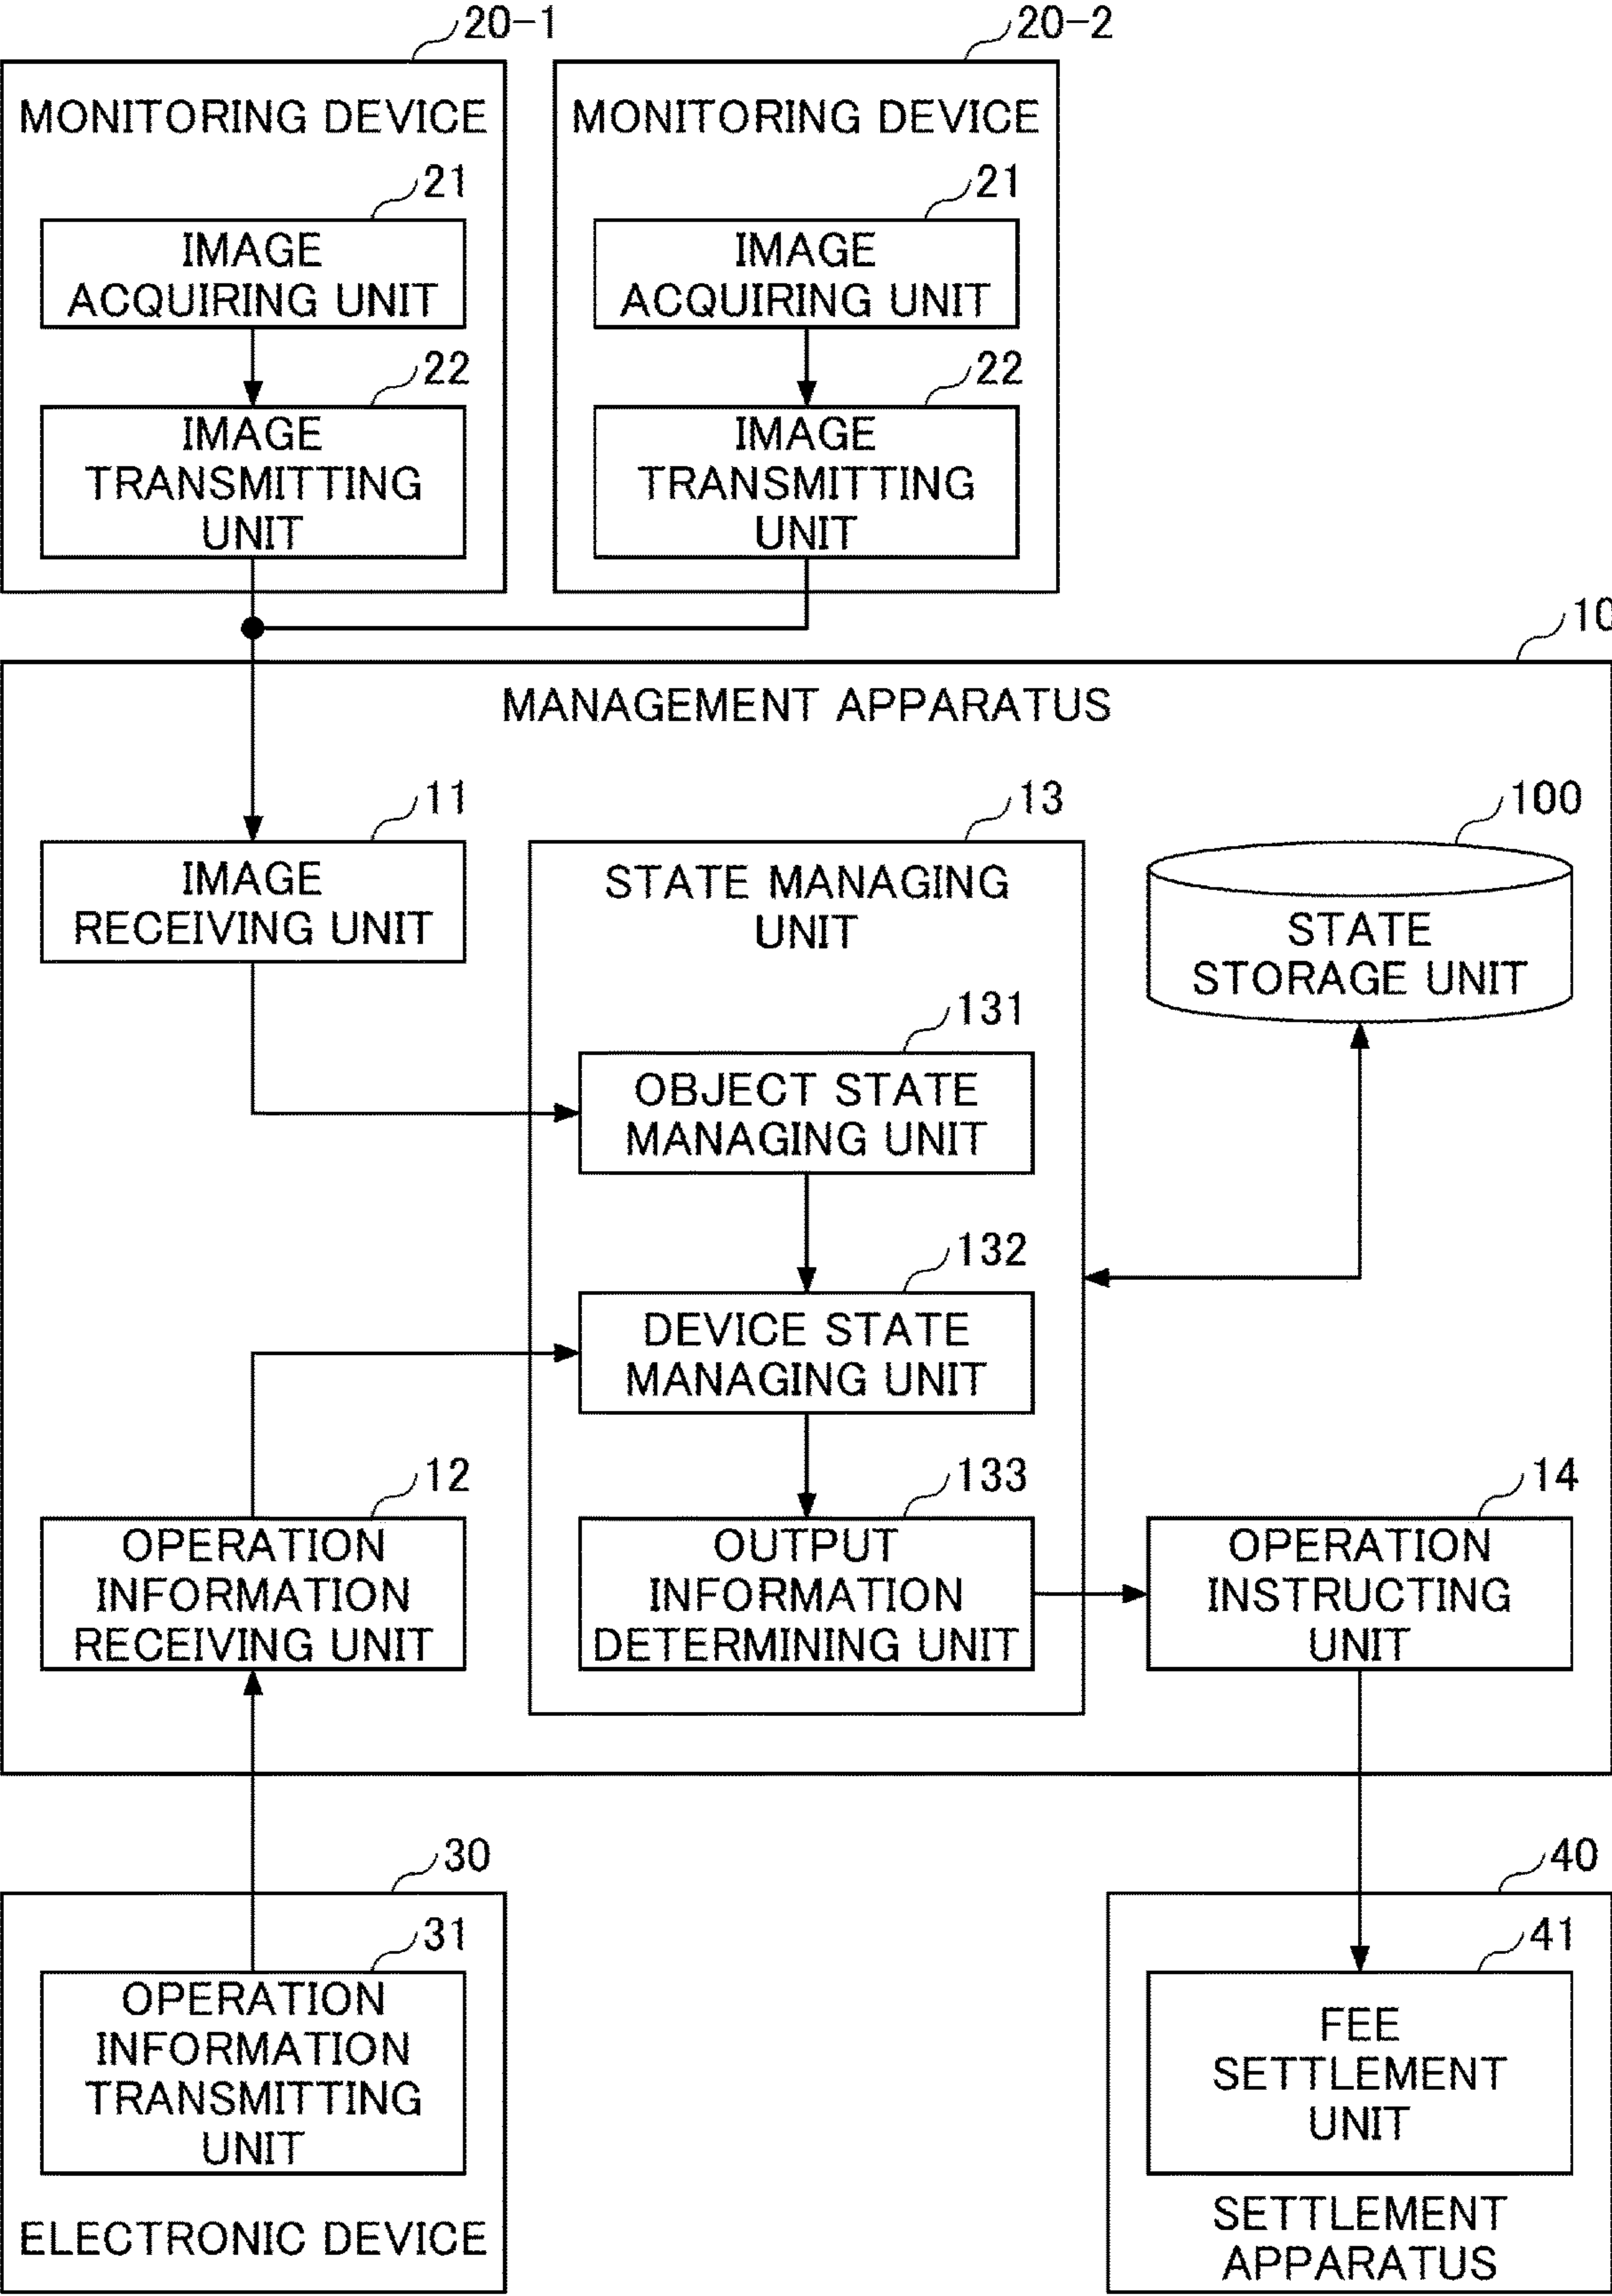 20-1
20-2
MONITORING DEVICE
MONITORING DEVICE
21
21
IMAGE
ACQUIRING UNIT
IMAGE
ACQUIRING UNIT
22
22
IMAGE
TRANSMITTING
UNIT
IMAGE
TRANSMITTING
UNIT
10
MANAGEMENT APPARATUS
11
13
100
IMAGE
RECEIVING UNIT
STATE MANAGING
UNIT
STATE
STORAGE UNIT
131
OBJECT STATE
MANAGING UNIT
132
DEVICE STATE
MANAGING UNIT
12
133
14
OPERATION
INFORMATION
RECEIVING UNIT
OUTPUT
INFORMATION
DETERMINING UNIT
OPERATION
INSTRUCTING
UNIT
30
40
31
41
OPERATION
INFORMATION
TRANSMITTING
UNIT
FEE
SETTLEMENT
UNIT
ELECTRONIC DEVICE
SETTLEMENT
APPARATUS